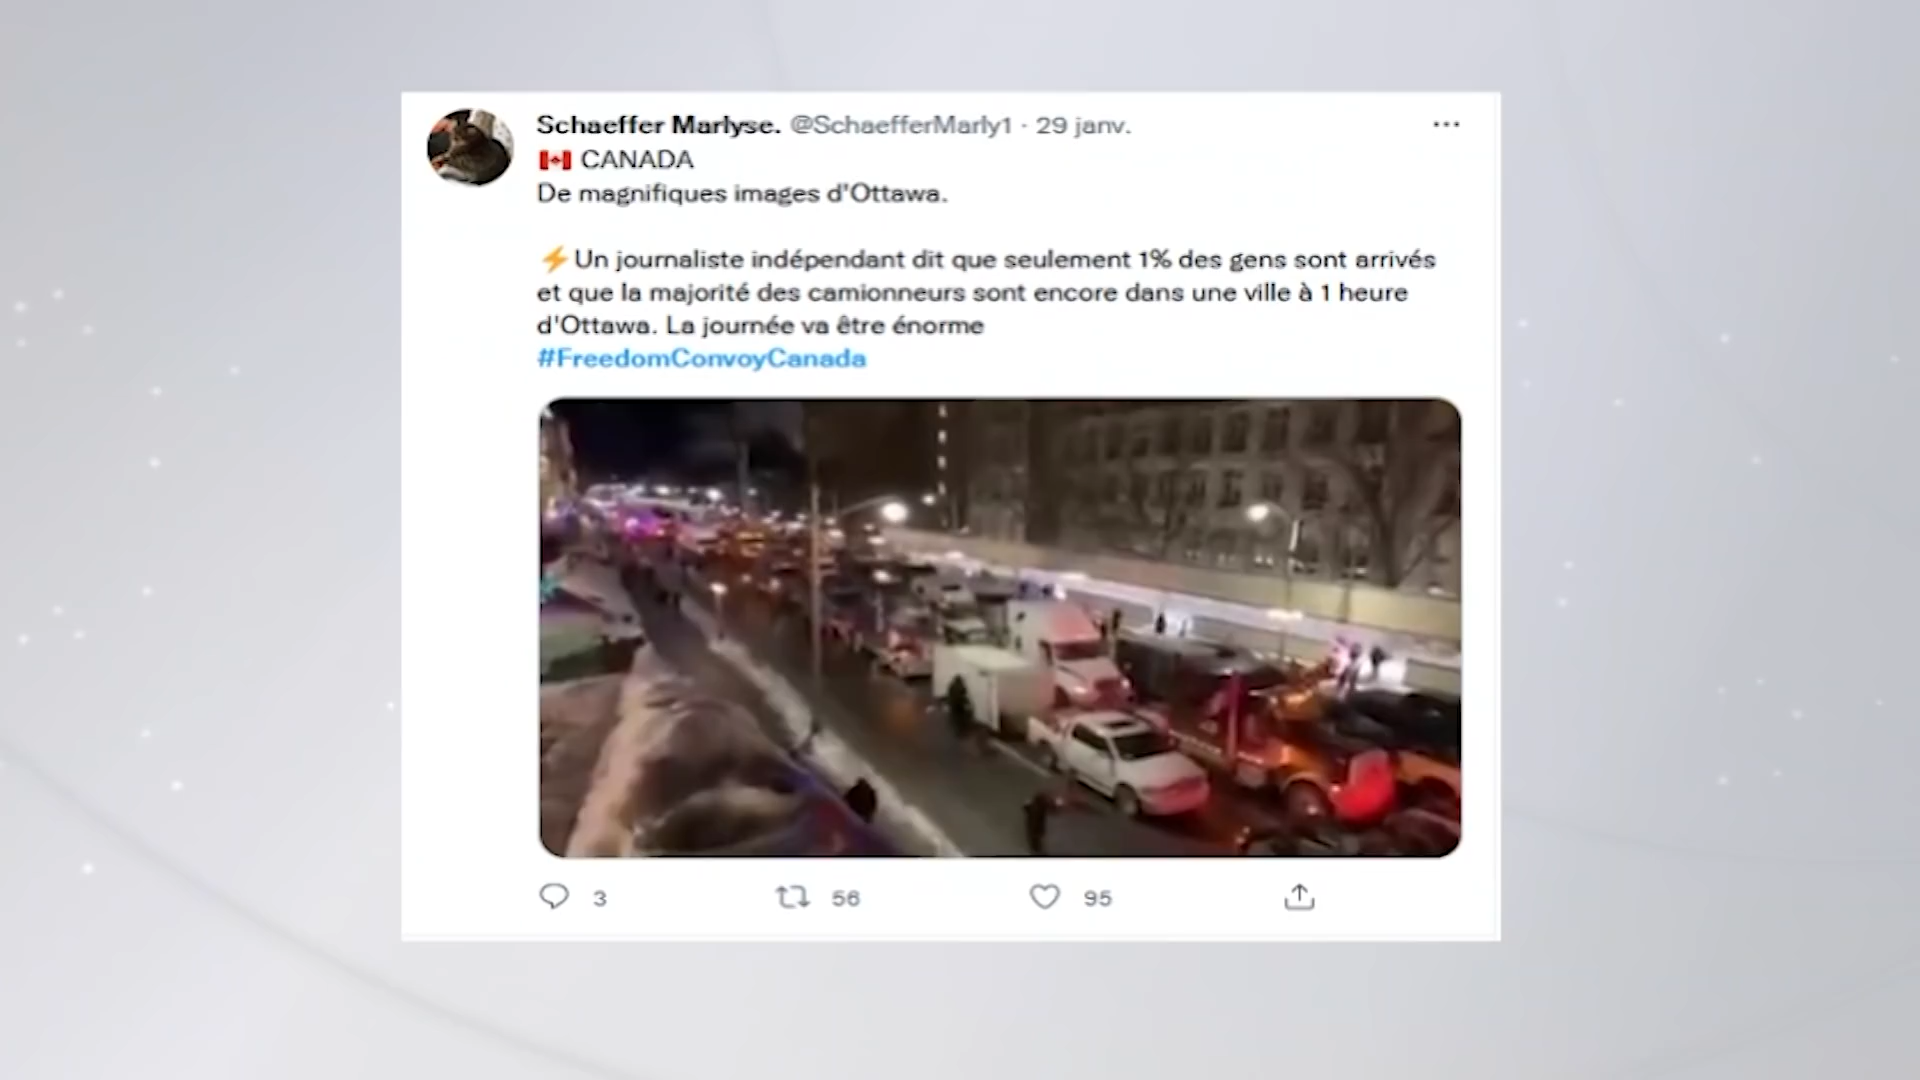 Schaeffer Marlyse. @SchaefferMarly1 · 29 janv.
🇨🇦 CANADA
De magnifiques images d'Ottawa.
⚡Un journaliste indépendant dit que seulement 1% des gens sont arrivés
et que la majorité des camionneurs sont encore dans une ville à 1 heure
d'Ottawa. La journée va être énorme
#FreedomConvoyCanada
3 56 95